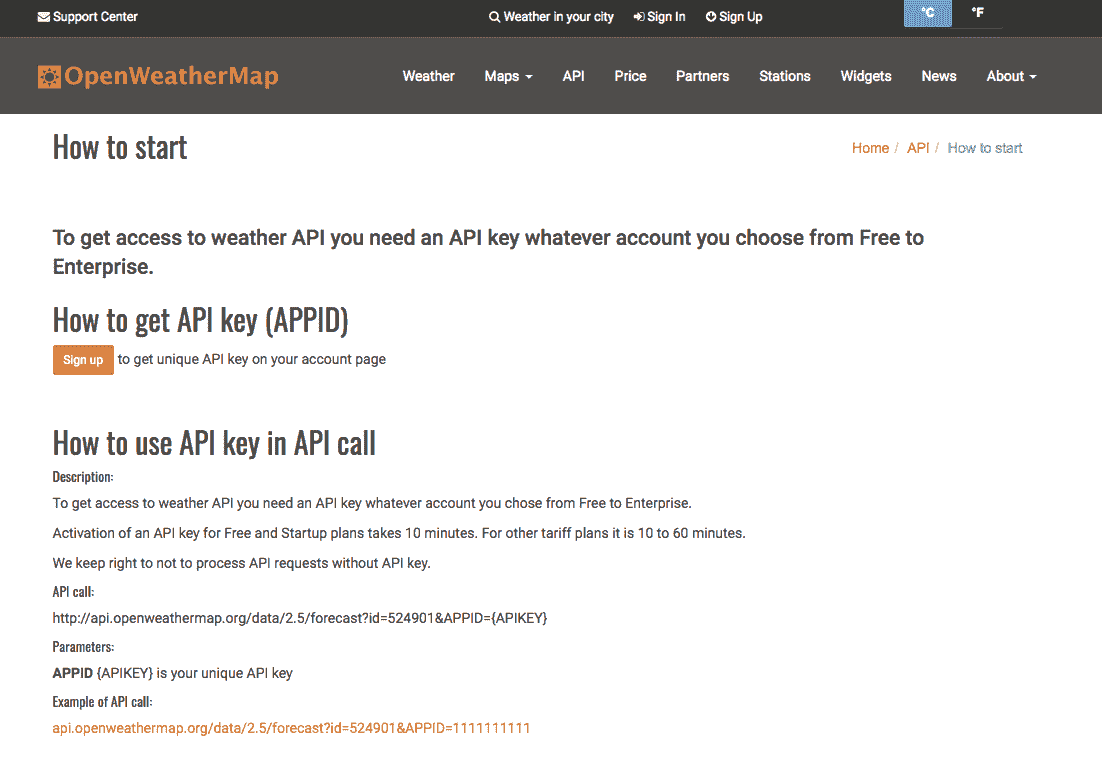 Support Center
Weather in your city
Sign In
Sign Up
°C
°F
OpenWeatherMap
Weather
Maps
API
Price
Partners
Stations
Widgets
News
About
How to start
Home / API / How to start
To get access to weather API you need an API key whatever account you choose from Free to
Enterprise.
How to get API key (APPID)
Sign up to get unique API key on your account page
How to use API key in API call
Description:
To get access to weather API you need an API key whatever account you chose from Free to Enterprise.
Activation of an API key for Free and Startup plans takes 10 minutes. For other tariff plans it is 10 to 60 minutes.
We keep right to not to process API requests without API key.
API call:
http://api.openweathermap.org/data/2.5/forecast?id=524901&APPID={APIKEY}
Parameters:
APPID {APIKEY} is your unique API key
Example of API call:
api.openweathermap.org/data/2.5/forecast?id=524901&APPID=1111111111